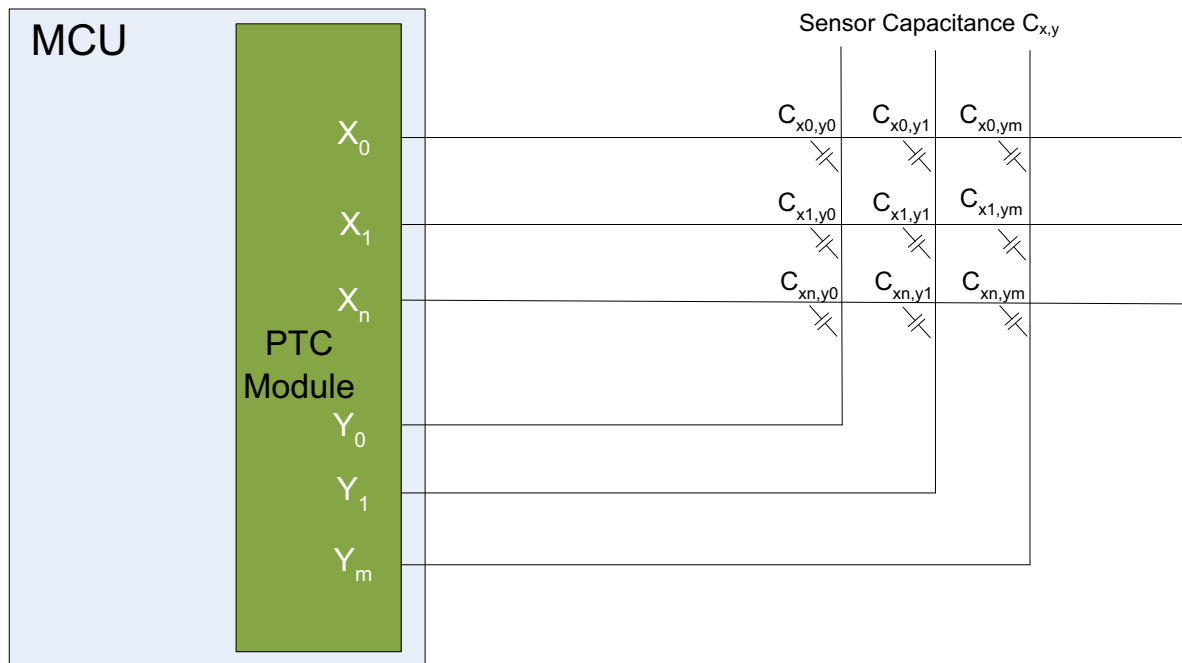 MCU
Sensor Capacitance Cx,y
X0
Cx0,y0 Cx0,y1 Cx0,ym
X1
Cx1,y0 Cx1,y1 Cx1,ym
Xn
Cxn,y0 Cxn,y1 Cxn,ym
PTC
Module
Y0
Y1
Ym